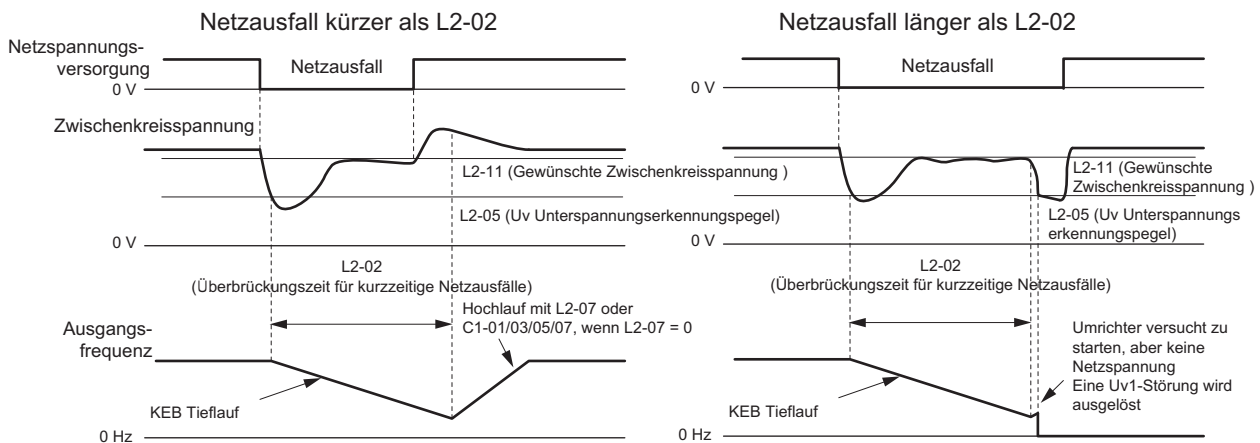 Netzausfall kürzer als L2-02
Netzspannungs-
versorgung
Netzausfall
0 V
Zwischenkreisspannung
L2-11 (Gewünschte Zwischenkreisspannung )
L2-05 (Uv Unterspannungserkennungspegel)
0 V
L2-02
(Überbrückungszeit für kurzzeitige Netzausfälle)
Hochlauf mit L2-07 oder
C1-01/03/05/07, wenn L2-07 = 0
Ausgangs-
frequenz
KEB Tieflauf
0 Hz
Netzausfall länger als L2-02
Netzausfall
0 V
L2-11 (Gewünschte
Zwischenkreisspannung )
L2-05 (Uv Unterspannungs
erkennungspegel)
0 V
L2-02
(Überbrückungszeit für kurzzeitige Netzausfälle)
Umrichter versucht zu
starten, aber keine
Netzspannung
Eine Uv1-Störung wird
ausgelöst
KEB Tieflauf
0 Hz